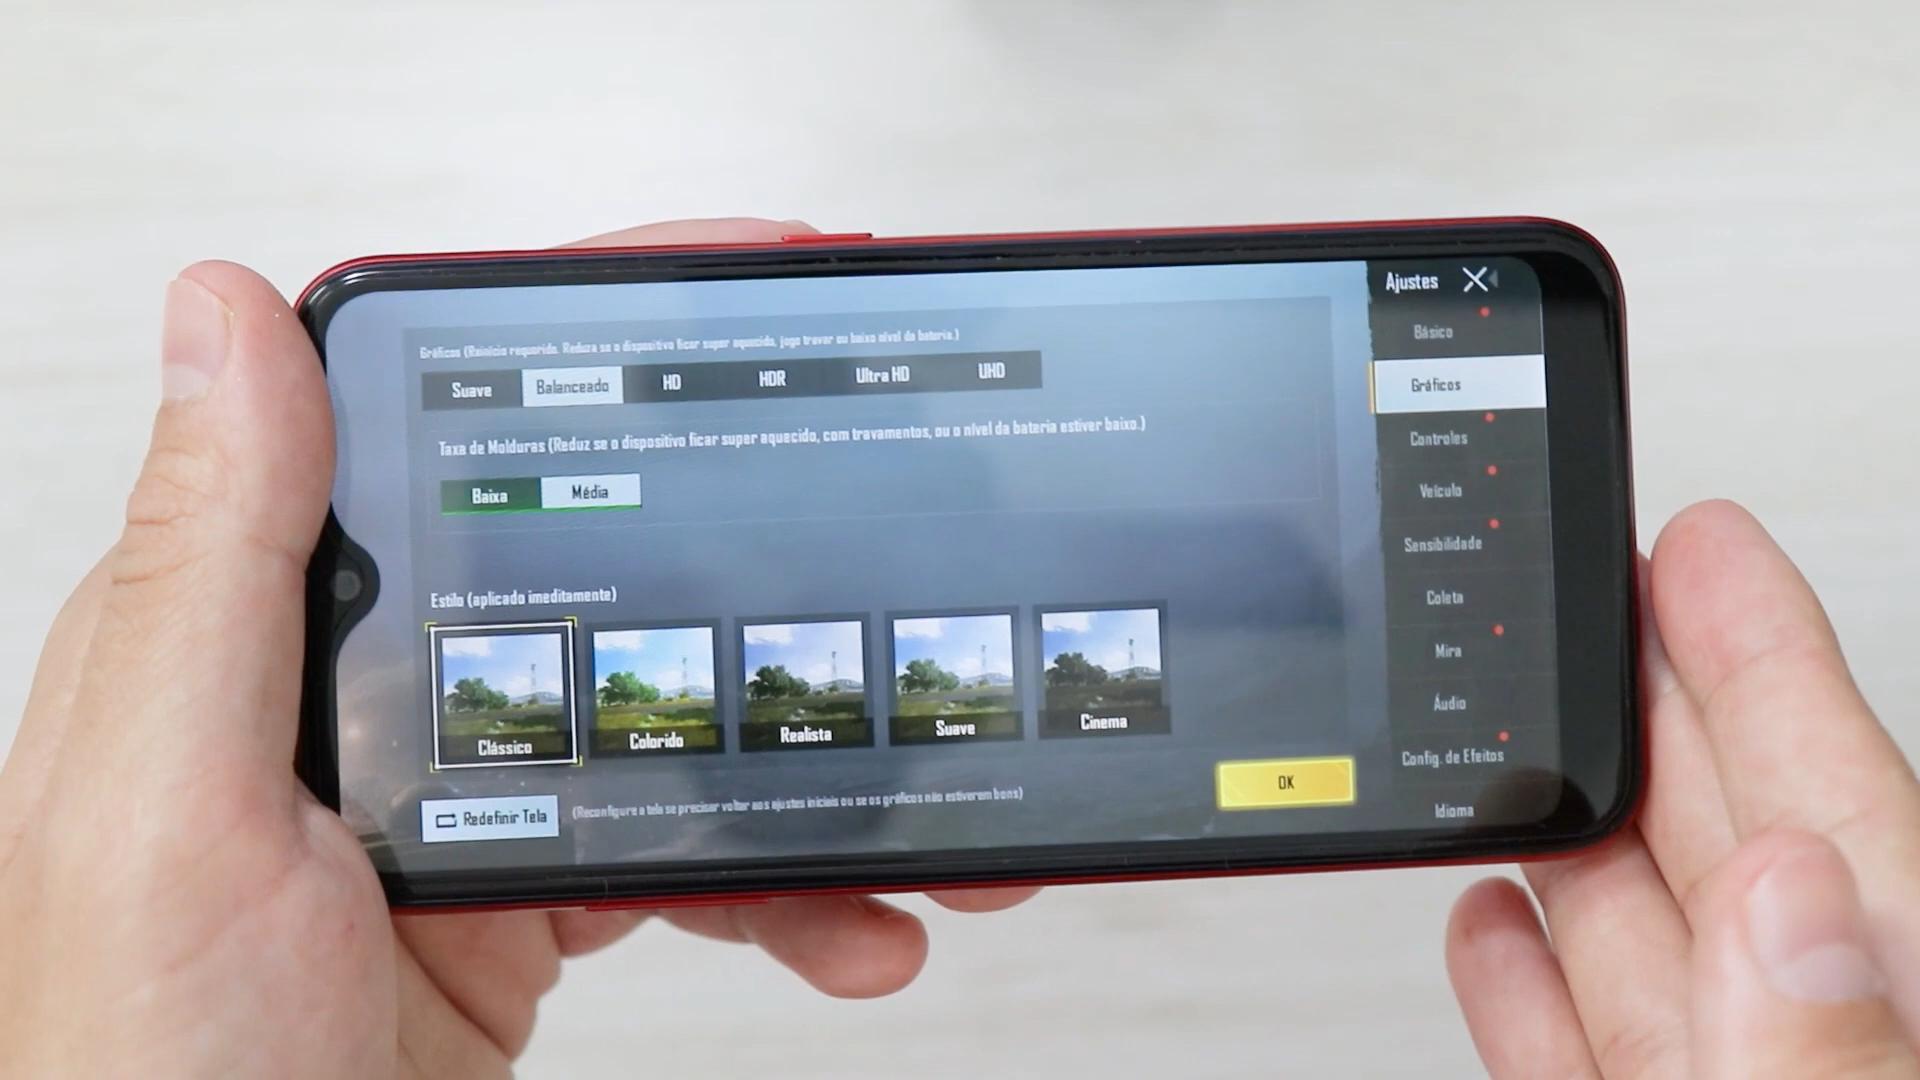 Ajustes
Gráficos (Reinício requerido. Reduza se o dispositivo ficar super aquecido, jogo travar ou baixo nível da bateria.)
Suave Balanceado HD HDR Ultra HD UHD
Taxa de Molduras (Reduz se o dispositivo ficar super aquecido, com travamentos, ou o nível da bateria estiver baixo.)
Baixa Média
Estilo (aplicado imeditamente)
Clássico Colorido Realista Suave Cinema
Redefinir Tela (Reconfigure a tela se precisar voltar aos ajustes iniciais ou se os gráficos não estiverem bons)
OK
Básico
Gráficos
Controles
Veículo
Sensibilidade
Coleta
Mira
Áudio
Config. de Efeitos
Idioma